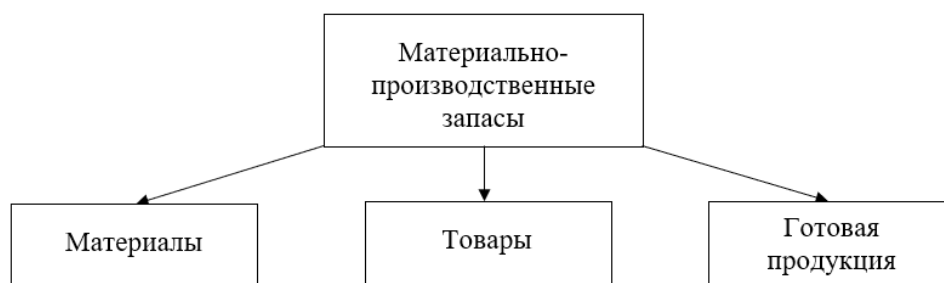 Материально-
производственные
запасы
Материалы
Товары
Готовая
продукция